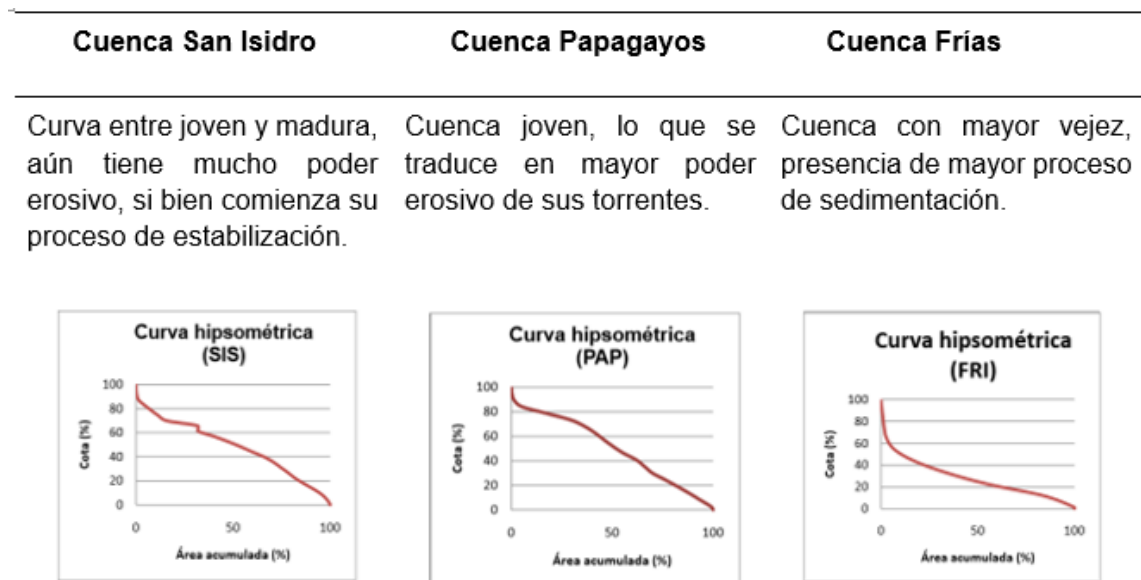 Cuenca San Isidro
Cuenca Papagayos
Cuenca Frías
Curva entre joven y madura,
aún tiene mucho poder
erosivo, si bien comienza su
proceso de estabilización.
Cuenca joven, lo que se
traduce en mayor poder
erosivo de sus torrentes.
Cuenca con mayor vejez,
presencia de mayor proceso
de sedimentación.
Curva hipsométrica
(SIS)
Cota (%)
100
80
60
40
20
0
0 50 100
Área acumulada (%)
Curva hipsométrica
(PAP)
Cota (%)
100
80
60
40
20
0
0 50 100
Área acumulada (%)
Curva hipsométrica
(FRI)
Cota (%)
100
80
60
40
20
0
0 50 100
Área acumulada (%)